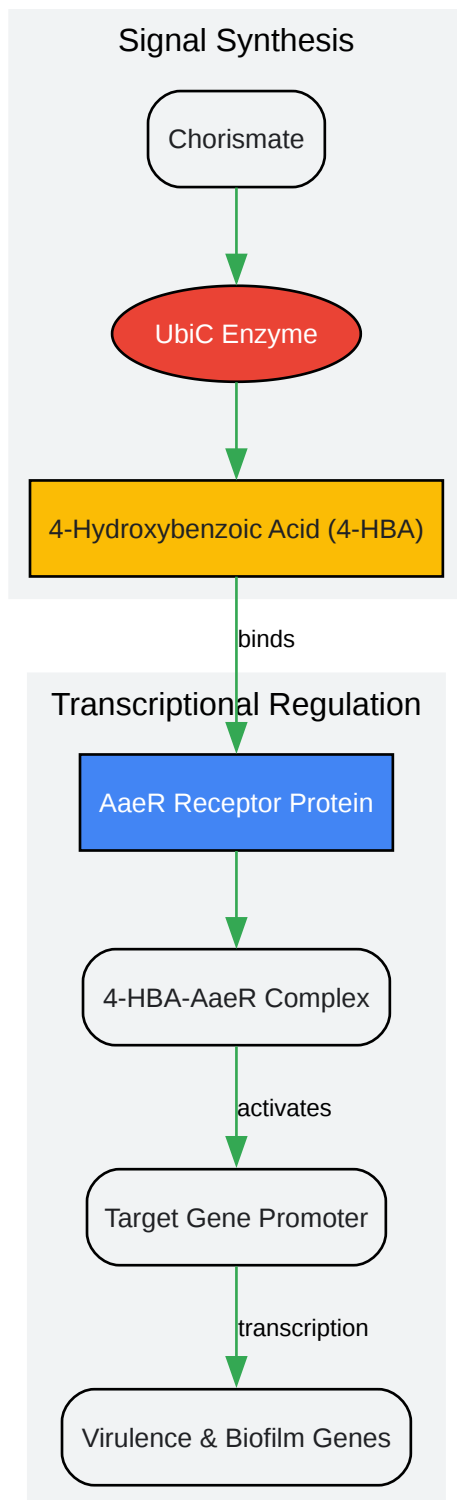 Signal Synthesis
Chorismate
UbiC Enzyme
4-Hydroxybenzoic Acid (4-HBA)
binds
Transcriptional Regulation
AaeR Receptor Protein
4-HBA-AaeR Complex
activates
Target Gene Promoter
transcription
Virulence & Biofilm Genes